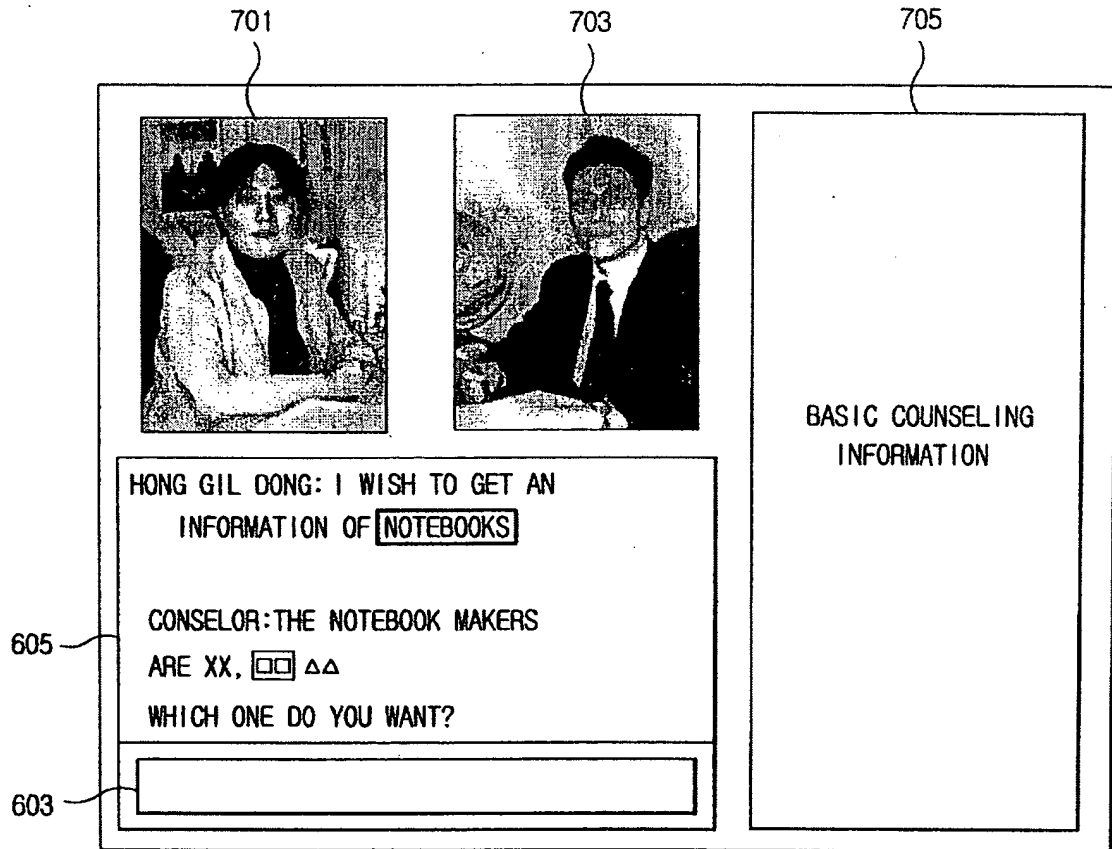 701
703
705
BASIC COUNSELING
INFORMATION
HONG GIL DONG: I WISH TO GET AN
INFORMATION OF NOTEBOOKS
CONSELOR:THE NOTEBOOK MAKERS
ARE XX, □□ △△
WHICH ONE DO YOU WANT?
605
603